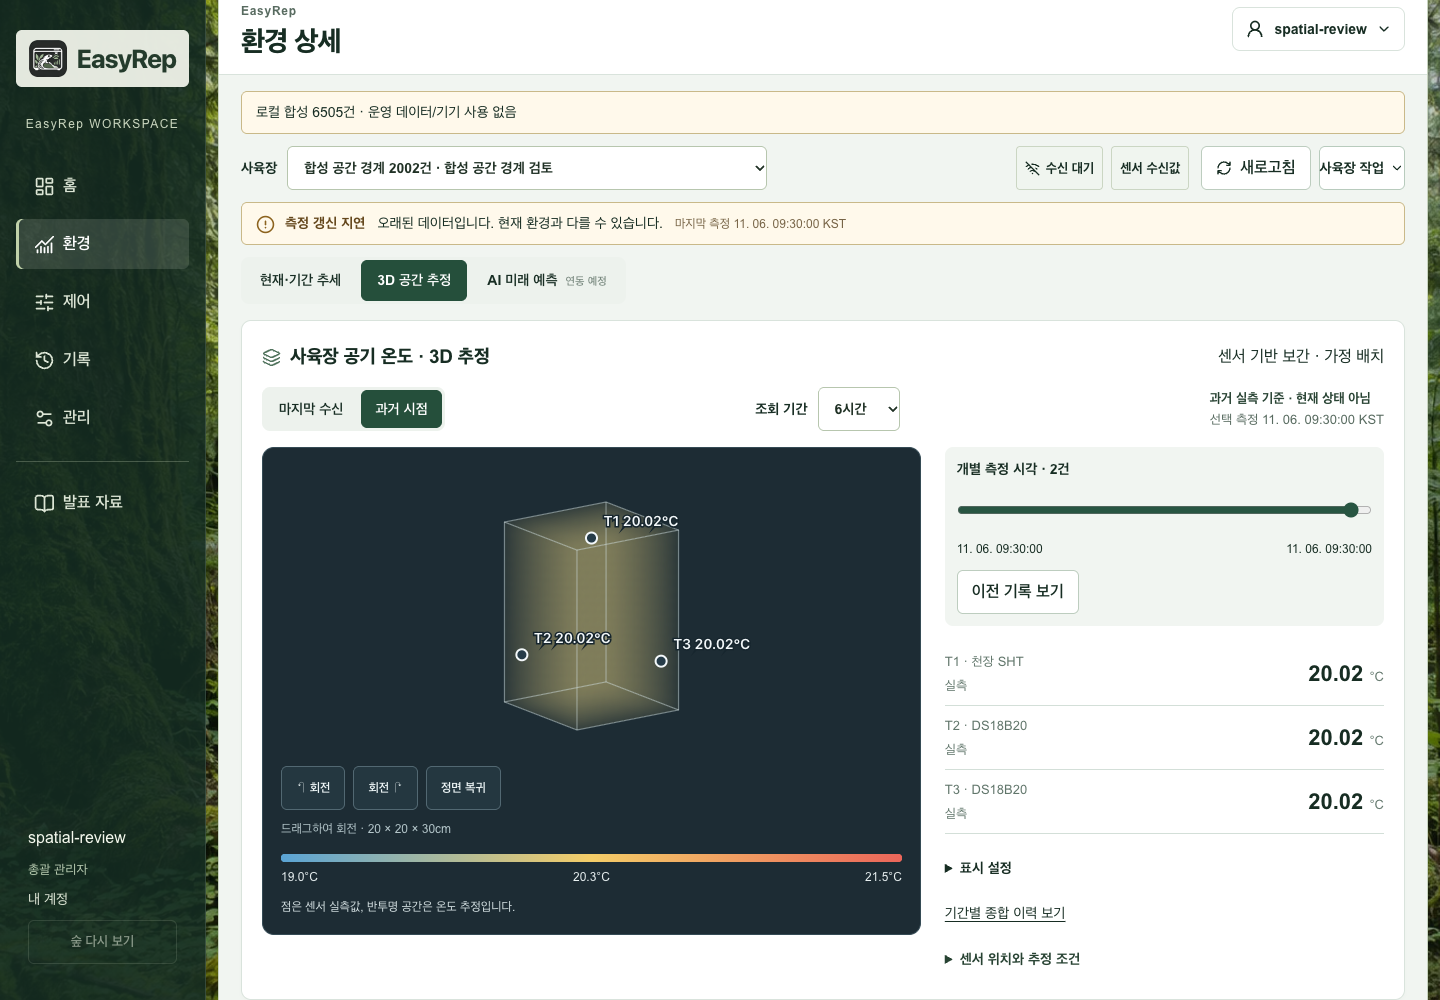 EasyRep
EasyRep WORKSPACE
홈
환경
제어
기록
관리
발표 자료
spatial-review
총괄 관리자
내 계정
숲 다시 보기
EasyRep
환경 상세
spatial-review
로컬 합성 6505건 · 운영 데이터/기기 사용 없음
사육장
합성 공간 경계 2002건 · 합성 공간 경계 검토
수신 대기
센서 수신값
새로고침
사육장 작업
측정 갱신 지연 오래된 데이터입니다. 현재 환경과 다를 수 있습니다. 마지막 측정 11. 06. 09:30:00 KST
현재·기간 추세
3D 공간 추정
AI 미래 예측 연동 예정
사육장 공기 온도 · 3D 추정
센서 기반 보간 · 가정 배치
마지막 수신
과거 시점
조회 기간
6시간
과거 실측 기준 · 현재 상태 아님
선택 측정 11. 06. 09:30:00 KST
T1 20.02°C
T2 20.02°C
T3 20.02°C
↰ 회전
회전 ↱
정면 복귀
드래그하여 회전 · 20 × 20 × 30cm
19.0°C 20.3°C 21.5°C
점은 센서 실측값, 반투명 공간은 온도 추정입니다.
개별 측정 시각 · 2건
11. 06. 09:30:00 11. 06. 09:30:00
이전 기록 보기
T1 · 천장 SHT
실측
20.02 °C
T2 · DS18B20
실측
20.02 °C
T3 · DS18B20
실측
20.02 °C
▶ 표시 설정
기간별 종합 이력 보기
▶ 센서 위치와 추정 조건